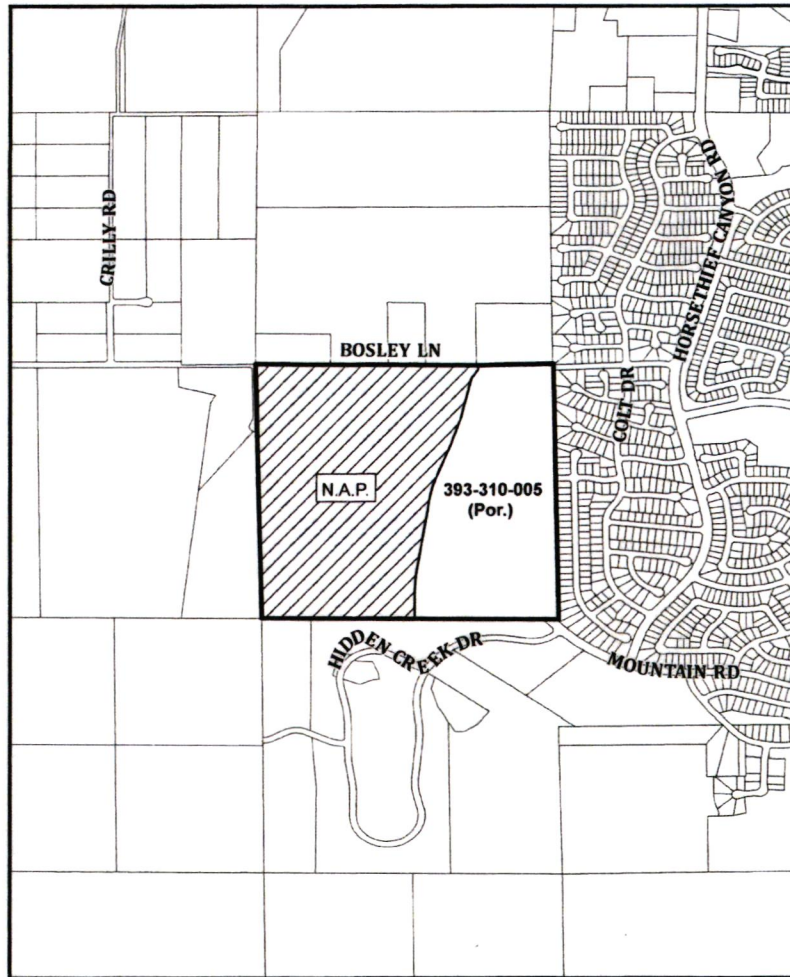 HORSETHIEF CANYON RD
CRILLY RD
BOSLEY LN
COLT DR
N.A.P.
393-310-005
(Por.)
HIDDEN CREEK DR
MOUNTAIN RD